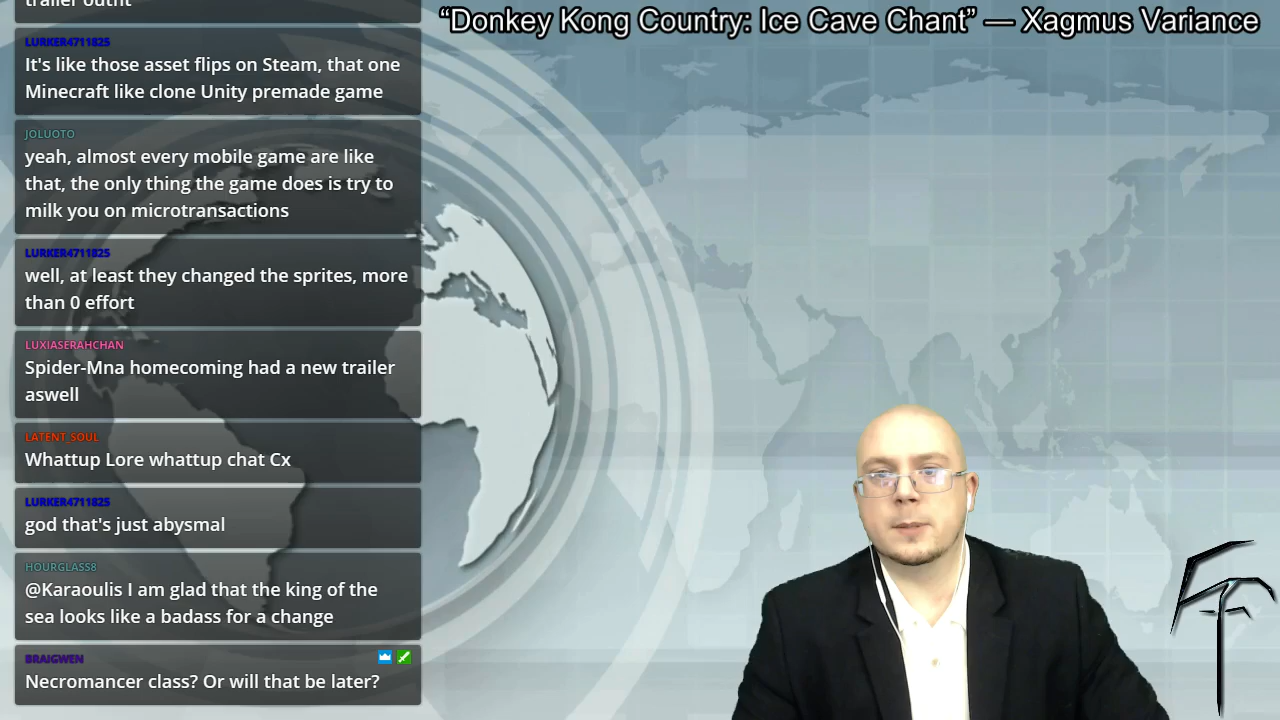 trailer outfit
“Donkey Kong Country: Ice Cave Chant” — Xagmus Variance
LURKER4711825
It's like those asset flips on Steam, that one
Minecraft like clone Unity premade game
JOLUOTO
yeah, almost every mobile game are like
that, the only thing the game does is try to
milk you on microtransactions
LURKER4711825
well, at least they changed the sprites, more
than 0 effort
LUXIASERAHCHAN
Spider-Mna homecoming had a new trailer
aswell
LATENT_SOUL
Whattup Lore whattup chat Cx
LURKER4711825
god that's just abysmal
HOURGLASS8
@Karaoulis I am glad that the king of the
sea looks like a badass for a change
BRAIGWEN
Necromancer class? Or will that be later?